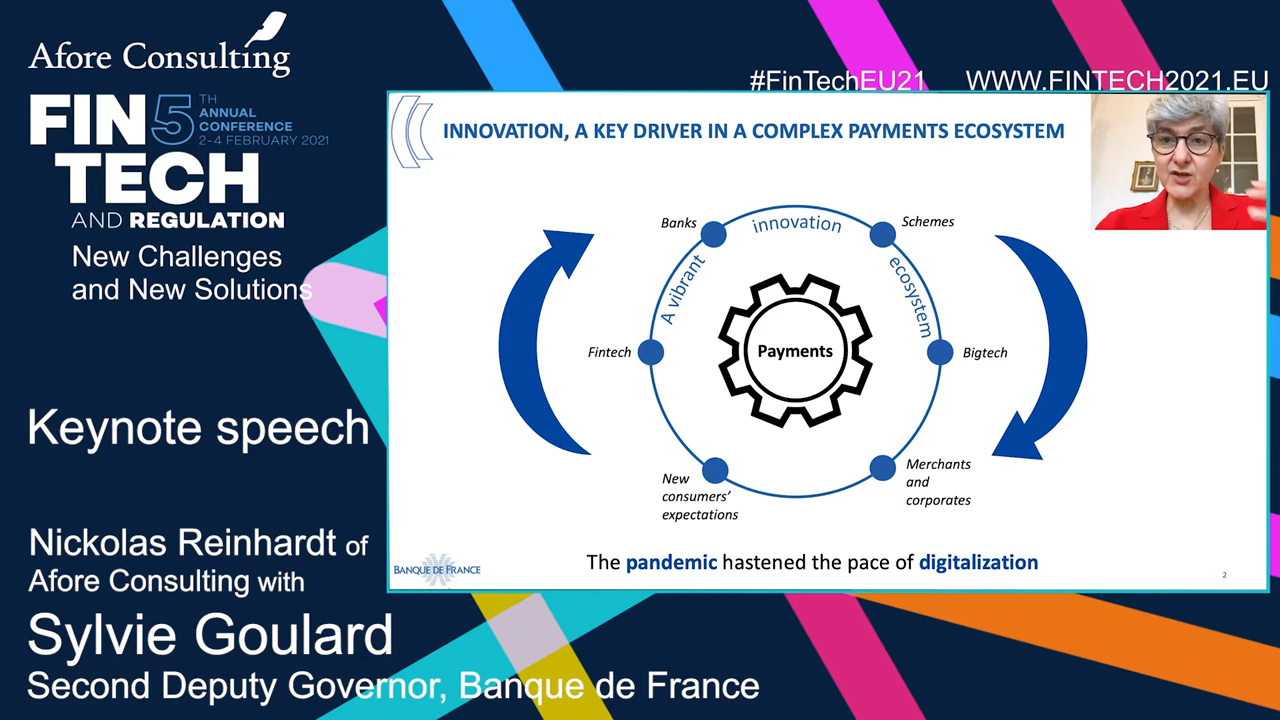 Afore Consulting
#FinTechEU21 WWW.FINTECH2021.EU
FIN 5TH ANNUAL CONFERENCE
2-4 FEBRUARY 2021
TECH
AND REGULATION
New Challenges
and New Solutions
Keynote speech
Nickolas Reinhardt of
Afore Consulting with
Sylvie Goulard
Second Deputy Governor, Banque de France
INNOVATION, A KEY DRIVER IN A COMPLEX PAYMENTS ECOSYSTEM
A vibrant innovation ecosystem
Banks
Schemes
Fintech
Payments
Bigtech
New
consumers’
expectations
Merchants
and
corporates
The pandemic hastened the pace of digitalization
BANQUE DE FRANCE
2